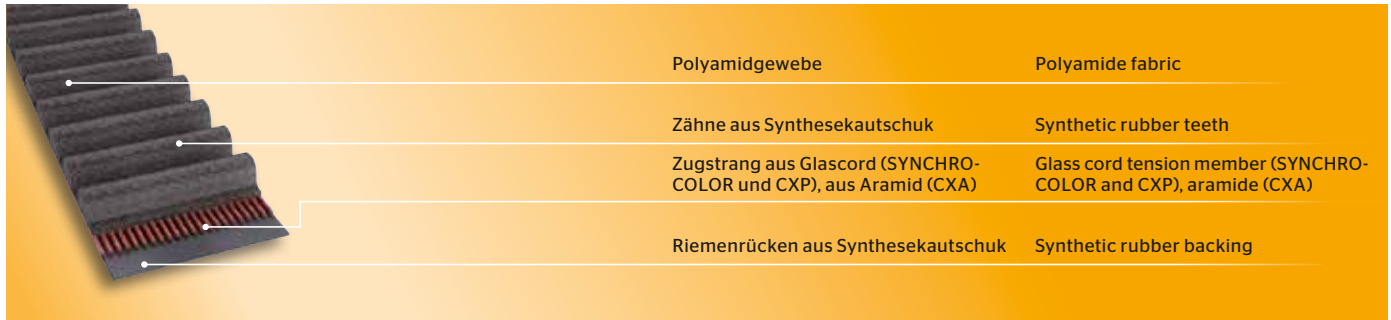 Polyamidgewebe
Polyamide fabric
Zähne aus Synthesekautschuk
Synthetic rubber teeth
Zugstrang aus Glascord (SYNCHRO-
COLOR und CXP), aus Aramid (CXA)
Glass cord tension member (SYNCHRO-
COLOR and CXP), aramide (CXA)
Riemenrücken aus Synthesekautschuk
Synthetic rubber backing